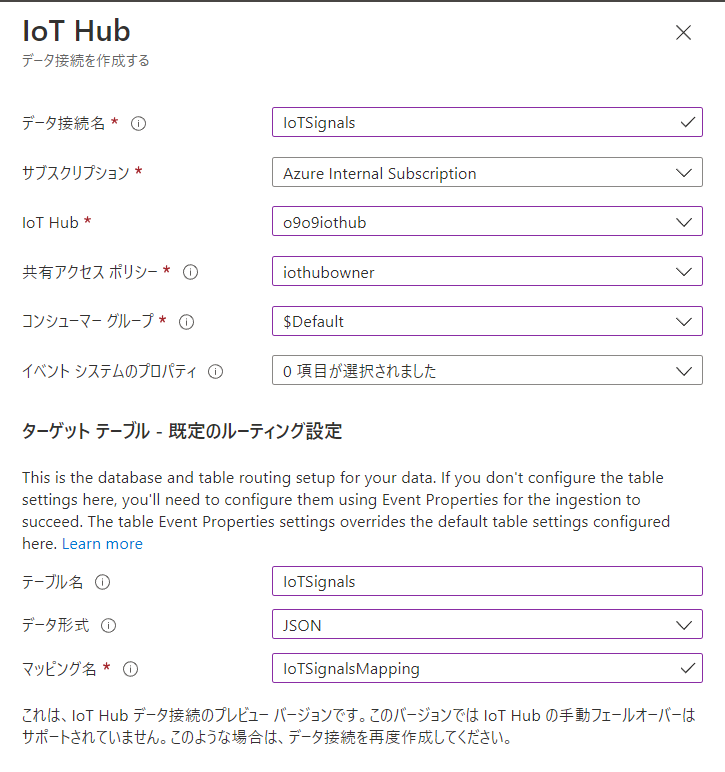 IoT Hub
データ接続を作成する
データ接続名 * IoTSignals
サブスクリプション * Azure Internal Subscription
IoT Hub * o9o9iothub
共有アクセス ポリシー * iothubowner
コンシューマー グループ * $Default
イベント システムのプロパティ 0 項目が選択されました
ターゲット テーブル - 既定のルーティング設定
This is the database and table routing setup for your data. If you don't configure the table
settings here, you'll need to configure them using Event Properties for the ingestion to
succeed. The table Event Properties settings overrides the default table settings configured
here. Learn more
テーブル名 IoTSignals
データ形式 JSON
マッピング名 * IoTSignalsMapping
これは、IoT Hub データ接続のプレビュー バージョンです。このバージョンでは IoT Hub の手動フェールオーバーは
サポートされていません。このような場合は、データ接続を再度作成してください。